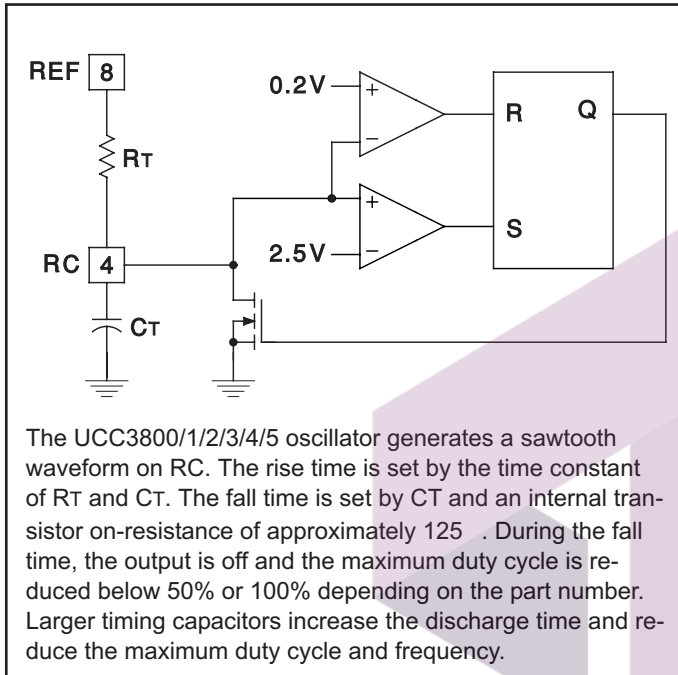 REF 8
RT
RC 4
CT
0.2V
+
−
+
2.5V −
R Q
S
The UCC3800/1/2/3/4/5 oscillator generates a sawtooth
waveform on RC. The rise time is set by the time constant
of RT and CT. The fall time is set by CT and an internal tran-
sistor on-resistance of approximately 125 . During the fall
time, the output is off and the maximum duty cycle is re-
duced below 50% or 100% depending on the part number.
Larger timing capacitors increase the discharge time and re-
duce the maximum duty cycle and frequency.